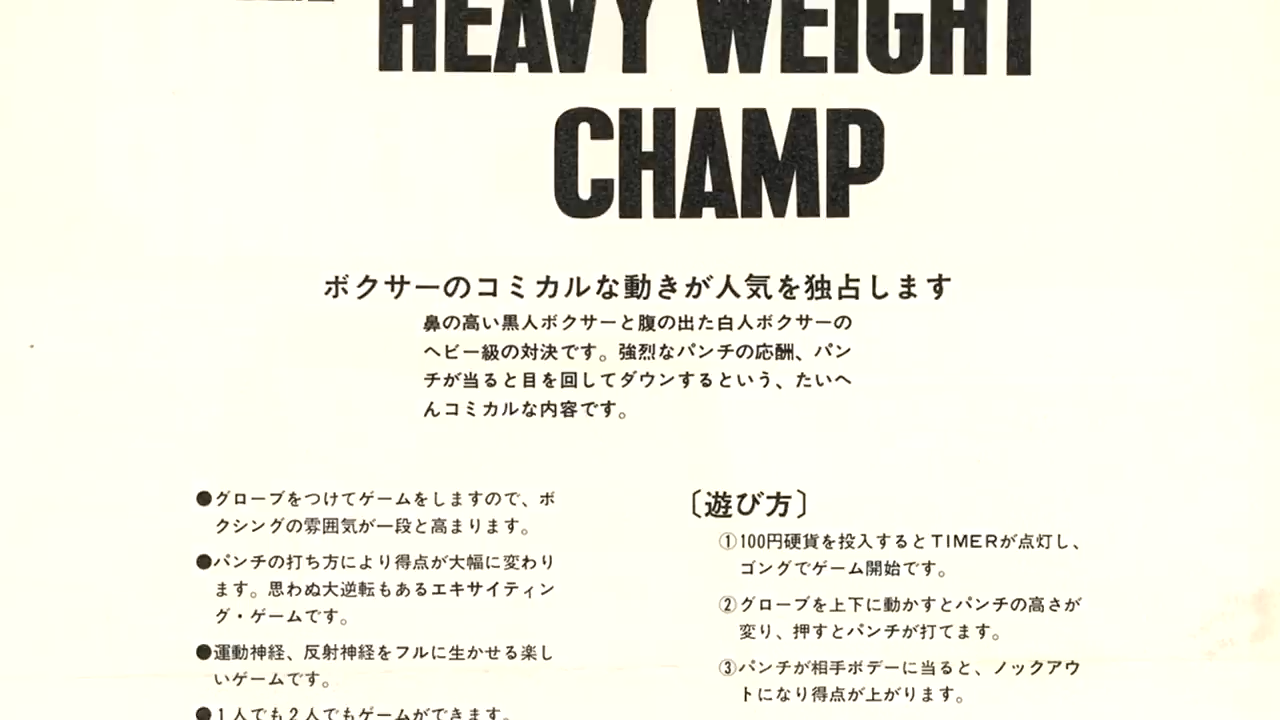 HEAVY WEIGHT
CHAMP
ボクサーのコミカルな動きが人気を独占します
鼻の高い黒人ボクサーと腹の出た白人ボクサーの
ヘビー級の対決です。強烈なパンチの応酬、パン
チが当ると目を回してダウンするという、たいへ
んコミカルな内容です。
●グローブをつけてゲームをしますので、ボ
クシングの雰囲気が一段と高まります。
●パンチの打ち方により得点が大幅に変わり
ます。思わぬ大逆転もあるエキサイティン
グ・ゲームです。
●運動神経、反射神経をフルに生かせる楽し
いゲームです。
●1人でも2人でもゲームができます。
〔遊び方〕
①100円硬貨を投入するとTIMERが点灯し、
ゴングでゲーム開始です。
②グローブを上下に動かすとパンチの高さが
変り、押すとパンチが打てます。
③パンチが相手ボデーに当ると、ノックアウ
トになり得点が上がります。